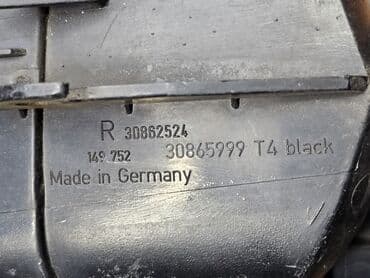 R 30862524
149 752 30865999 T4 black
Made in Germany